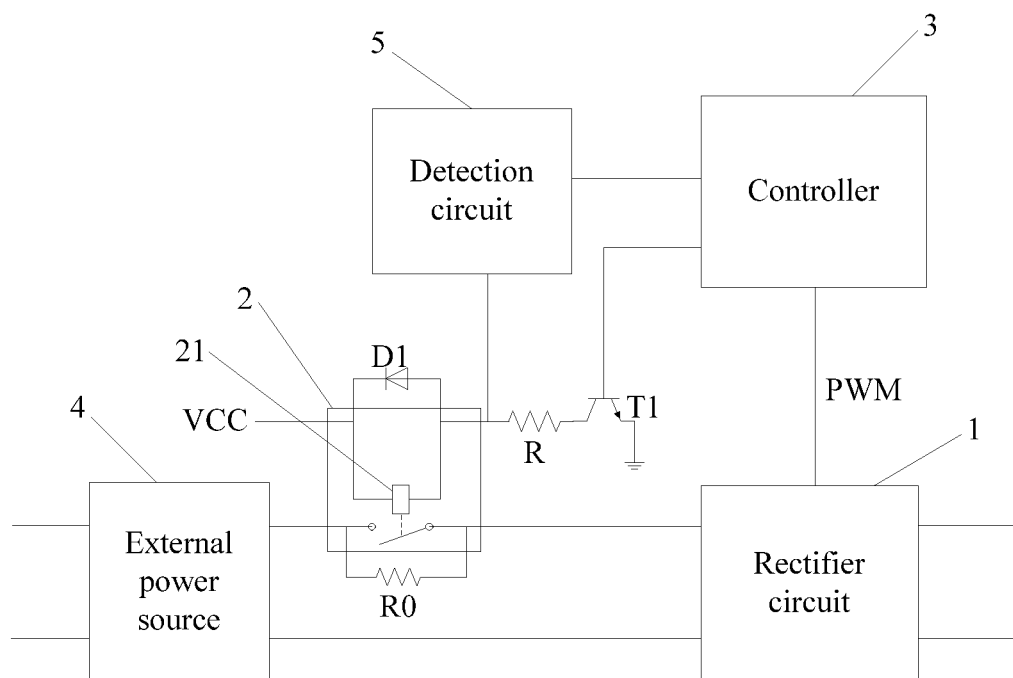 5
3
Detection
circuit
Controller
2
21
D1
4
VCC
T1
R
PWM
1
External
power
source
R0
Rectifier
circuit